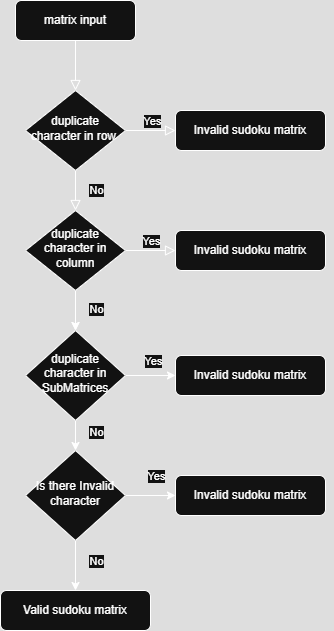 matrix input
duplicate
character in row
Yes
Invalid sudoku matrix
No
duplicate
character in
column
Yes
Invalid sudoku matrix
No
duplicate
character in
SubMatrices
Yes
Invalid sudoku matrix
No
Is there Invalid
character
Yes
Invalid sudoku matrix
No
Valid sudoku matrix